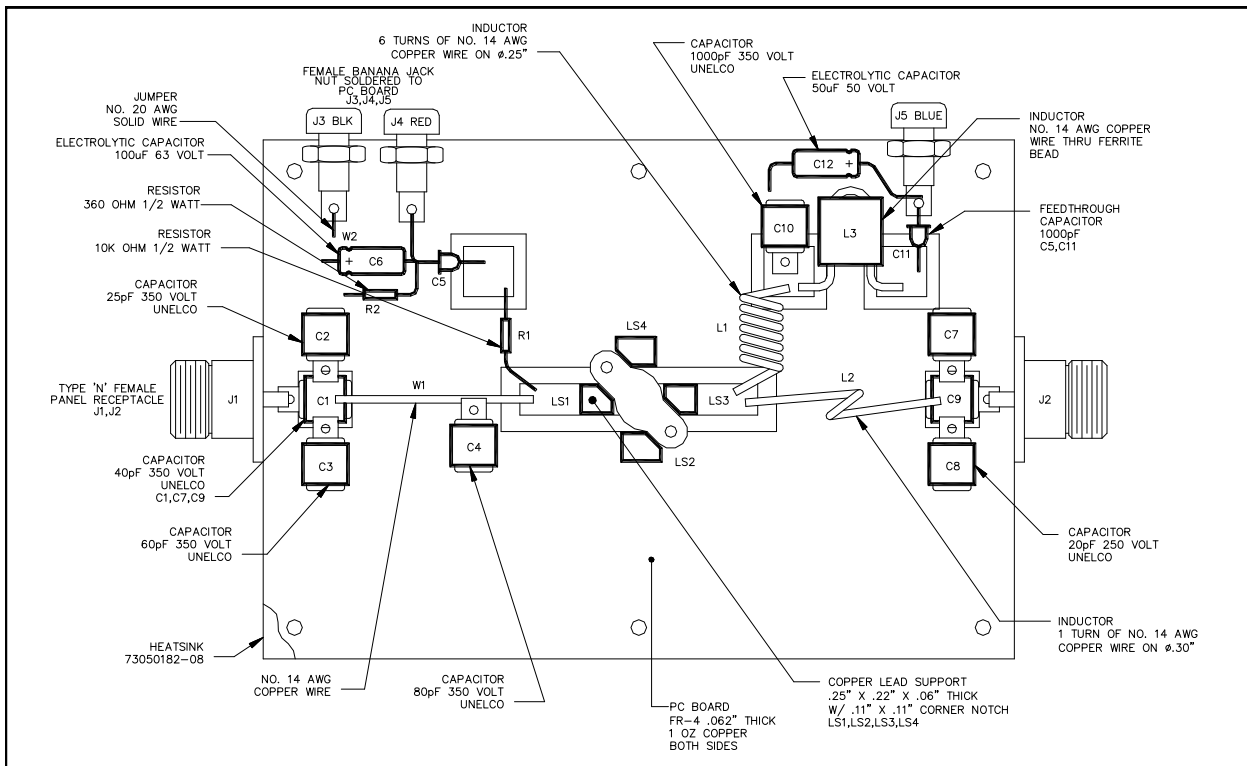 INDUCTOR
6 TURNS OF NO. 14 AWG
COPPER WIRE ON ø.25"
CAPACITOR
1000pF 350 VOLT
UNELCO
FEMALE BANANA JACK
NUT SOLDERED TO
PC BOARD
J3,J4,J5
ELECTROLYTIC CAPACITOR
50uF 50 VOLT
JUMPER
NO. 20 AWG
SOLID WIRE
J3 BLK
J4 RED
J5 BLUE
INDUCTOR
NO. 14 AWG COPPER
WIRE THRU FERRITE
BEAD
ELECTROLYTIC CAPACITOR
100uF 63 VOLT
C12
+
RESISTOR
360 OHM 1/2 WATT
FEEDTHROUGH
CAPACITOR
1000pF
C5,C11
RESISTOR
10K OHM 1/2 WATT
W2
C10
L3
C11
+
C6
C5
CAPACITOR
25pF 350 VOLT
UNELCO
R2
C2
R1
LS4
L1
C7
TYPE 'N' FEMALE
PANEL RECEPTACLE
J1,J2
J1
C1
W1
LS1
LS3
L2
C9
J2
C3
C4
LS2
C8
CAPACITOR
40pF 350 VOLT
UNELCO
C1,C7,C9
CAPACITOR
60pF 350 VOLT
UNELCO
CAPACITOR
20pF 250 VOLT
UNELCO
INDUCTOR
1 TURN OF NO. 14 AWG
COPPER WIRE ON ø.30"
HEATSINK
73050182-08
NO. 14 AWG
COPPER WIRE
CAPACITOR
80pF 350 VOLT
UNELCO
COPPER LEAD SUPPORT
.25" X .22" X .06" THICK
W/ .11" X .11" CORNER NOTCH
LS1,LS2,LS3,LS4
PC BOARD
FR-4 .062" THICK
1 OZ COPPER
BOTH SIDES